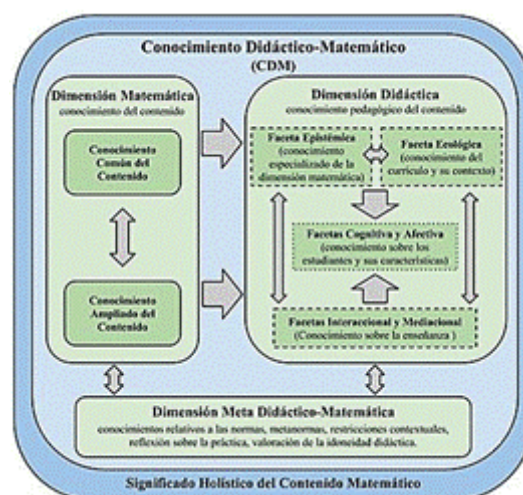 Conocimiento Didáctico-Matemático
(CDM)
Dimensión Matemática
conocimiento del contenido
Conocimiento
Común del
Contenido
Conocimiento
Ampliado del
Contenido
Dimensión Didáctica
conocimiento pedagógico del contenido
Faceta Epistémica
(conocimiento
especializado de la
dimensión matemática)
Faceta Ecológica
(conocimiento del
currículo y su contexto)
Facetas Cognitiva y Afectiva
(conocimiento sobre los
estudiantes y sus características)
Facetas Interaccional y Mediacional
(Conocimiento sobre la enseñanza )
Dimensión Meta Didáctico-Matemática
conocimientos relativos a las normas, metanormas, restricciones contextuales,
reflexión sobre la práctica, valoración de la idoneidad didáctica.
Significado Holístico del Contenido Matemático